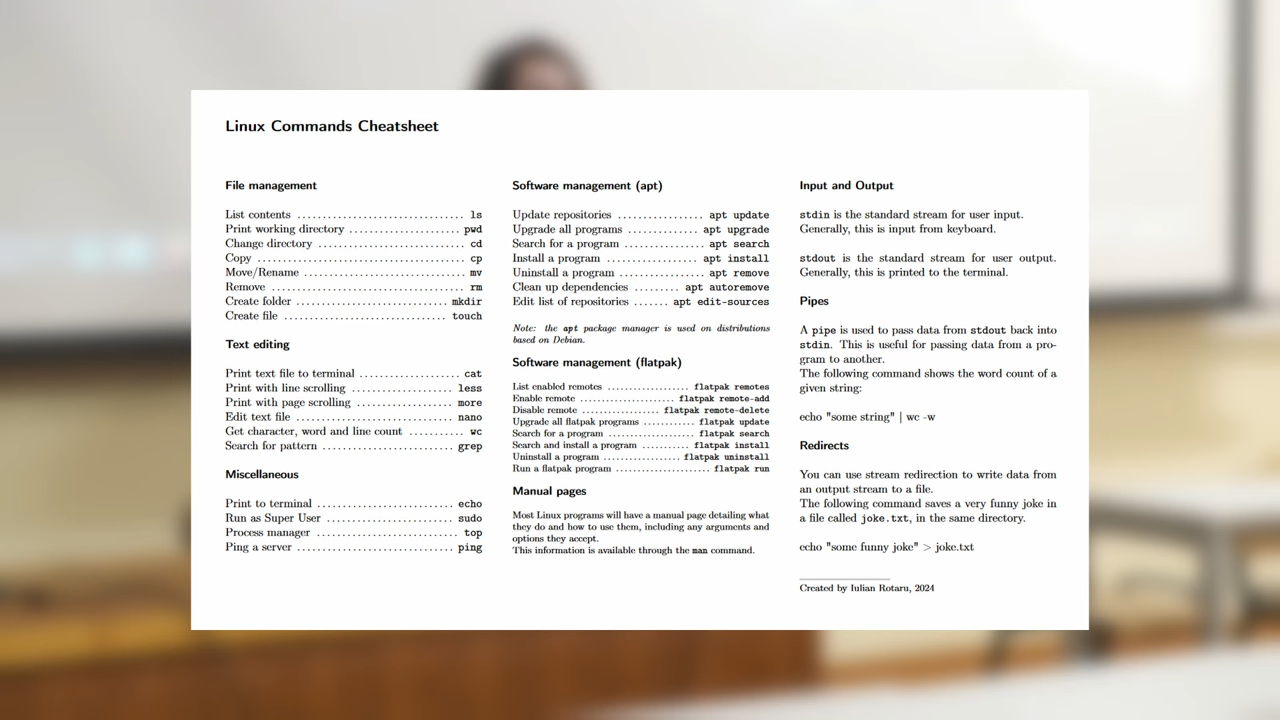 Linux Commands Cheatsheet
File management
List contents ................................ ls
Print working directory .................... pwd
Change directory ........................... cd
Copy ........................................ cp
Move/Rename ............................... mv
Remove ..................................... rm
Create folder ............................ mkdir
Create file ............................... touch
Text editing
Print text file to terminal .................. cat
Print with line scrolling ................... less
Print with page scrolling .................. more
Edit text file .............................. nano
Get character, word and line count .......... wc
Search for pattern ......................... grep
Miscellaneous
Print to terminal .......................... echo
Run as Super User ........................ sudo
Process manager ............................ top
Ping a server .............................. ping
Software management (apt)
Update repositories ................ apt update
Upgrade all programs ............. apt upgrade
Search for a program .............. apt search
Install a program ................. apt install
Uninstall a program ............... apt remove
Clean up dependencies ........ apt autoremove
Edit list of repositories ....... apt edit-sources
Note: the apt package manager is used on distributions
based on Debian.
Software management (flatpak)
List enabled remotes .................... flatpak remotes
Enable remote ........................ flatpak remote-add
Disable remote .................... flatpak remote-delete
Upgrade all flatpak programs ............ flatpak update
Search for a program .................... flatpak search
Search and install a program ........... flatpak install
Uninstall a program .................. flatpak uninstall
Run a flatpak program ...................... flatpak run
Manual pages
Most Linux programs will have a manual page detailing what
they do and how to use them, including any arguments and
options they accept.
This information is available through the man command.
Input and Output
stdin is the standard stream for user input.
Generally, this is input from keyboard.
stdout is the standard stream for user output.
Generally, this is printed to the terminal.
Pipes
A pipe is used to pass data from stdout back into
stdin. This is useful for passing data from a pro-
gram to another.
The following command shows the word count of a
given string:
echo "some string" | wc -w
Redirects
You can use stream redirection to write data from
an output stream to a file.
The following command saves a very funny joke in
a file called joke.txt, in the same directory.
echo "some funny joke" > joke.txt
Created by Iulian Rotaru, 2024